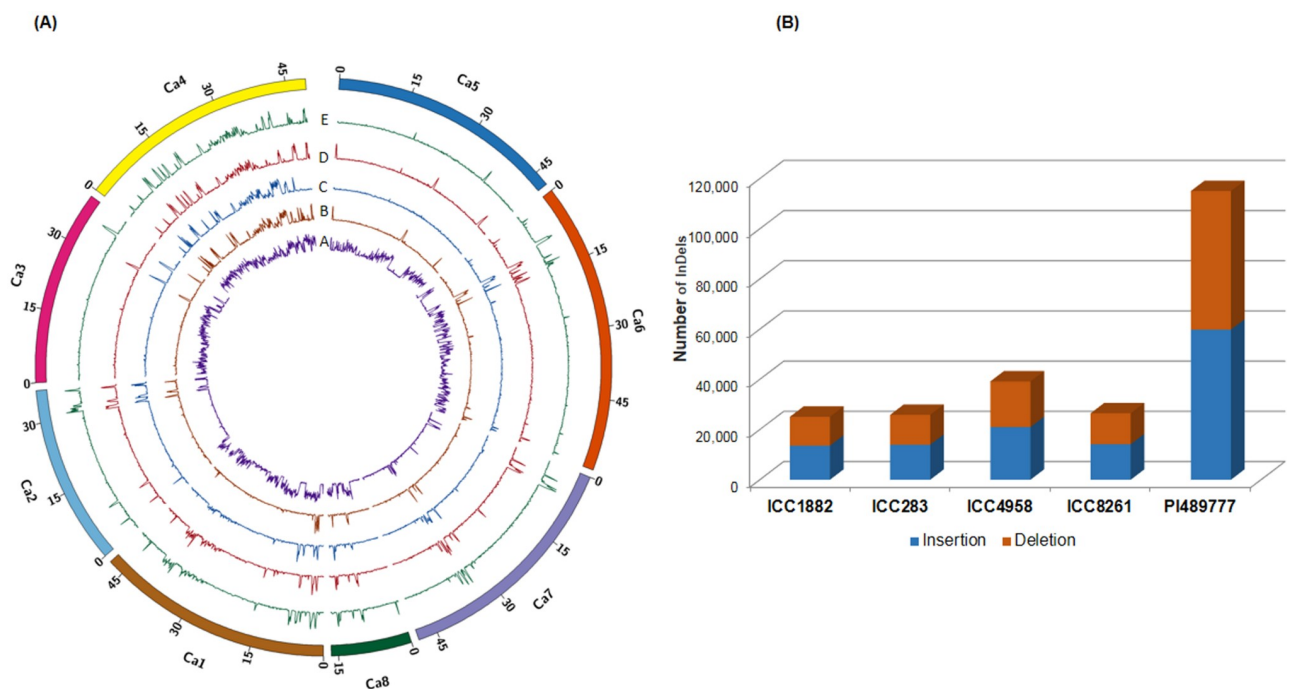 (A)
(B)
Ca4
0
15
30
45
Ca5
0
15
30
45
Ca6
0
15
30
45
Ca7
0
15
30
45
Ca8
0
15
Ca1
0
15
30
45
Ca2
0
15
30
Ca3
0
15
30
E
D
C
B
A
Number of InDels
120,000
100,000
80,000
60,000
40,000
20,000
0
ICC1882 ICC283 ICC4958 ICC8261 PI489777
Insertion Deletion